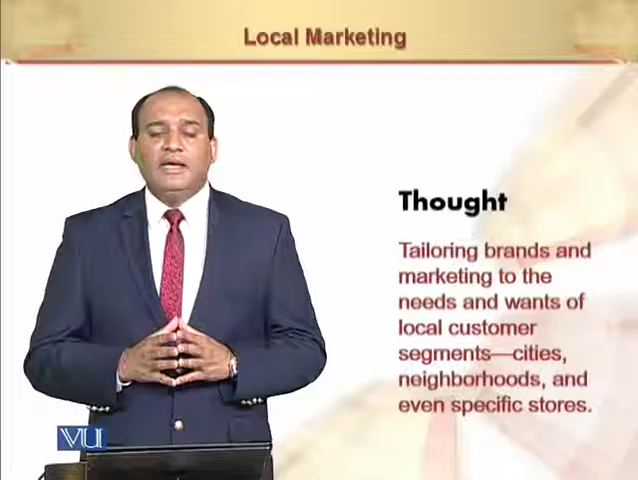 Local Marketing
Thought
Tailoring brands and
marketing to the
needs and wants of
local customer
segments—cities,
neighborhoods, and
even specific stores.
VU